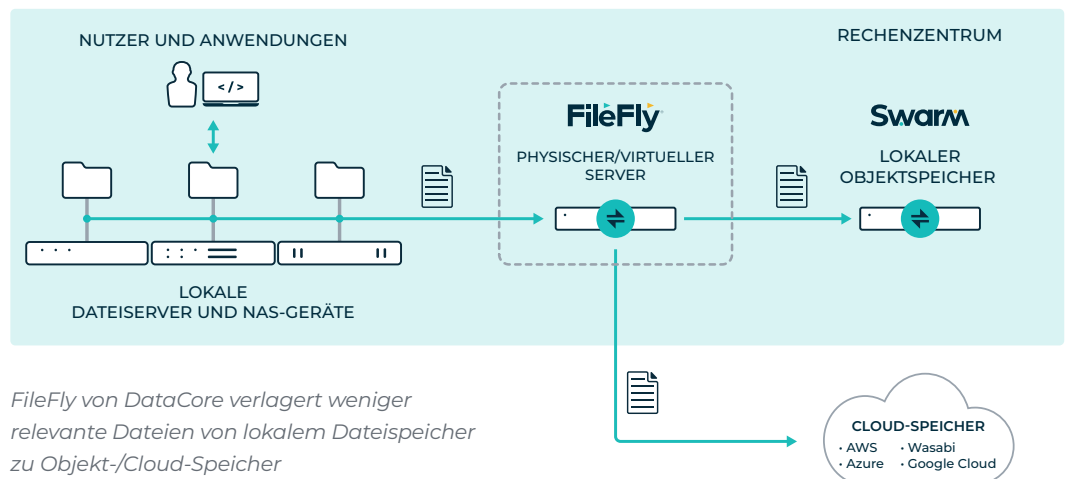 NUTZER UND ANWENDUNGEN
RECHENZENTRUM
</>
FileFly
Swarm
PHYSISCHER/VIRTUELLER
SERVER
LOKALER
OBJEKTSPEICHER
LOKALE
DATEISERVER UND NAS-GERÄTE
FileFly von DataCore verlagert weniger
relevante Dateien von lokalem Dateispeicher
zu Objekt-/Cloud-Speicher
CLOUD-SPEICHER
• AWS • Wasabi
• Azure • Google Cloud